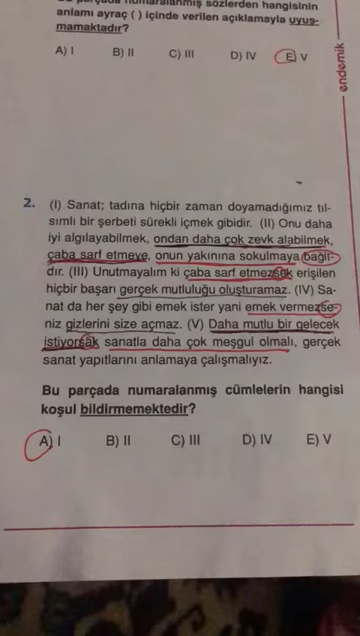 numaralanmış sözlerden hangisinin
anlamı ayraç ( ) içinde verilen açıklamayla uyuş-
mamaktadır?
A) I B) II C) III D) IV E) V
endemik
2. (I) Sanat; tadına hiçbir zaman doyamadığımız tıl-
sımlı bir şerbeti sürekli içmek gibidir. (II) Onu daha
iyi algılayabilmek, ondan daha çok zevk alabilmek,
çaba sarf etmeye, onun yakınına sokulmaya bağlı-
dır. (III) Unutmayalım ki çaba sarf etmezsek erişilen
hiçbir başarı gerçek mutluluğu oluşturamaz. (IV) Sa-
nat da her şey gibi emek ister yani emek vermezse-
niz gizlerini size açmaz. (V) Daha mutlu bir gelecek
istiyorsak sanatla daha çok meşgul olmalı, gerçek
sanat yapıtlarını anlamaya çalışmalıyız.
Bu parçada numaralanmış cümlelerin hangisi
koşul bildirmemektedir?
A) I B) II C) III D) IV E) V